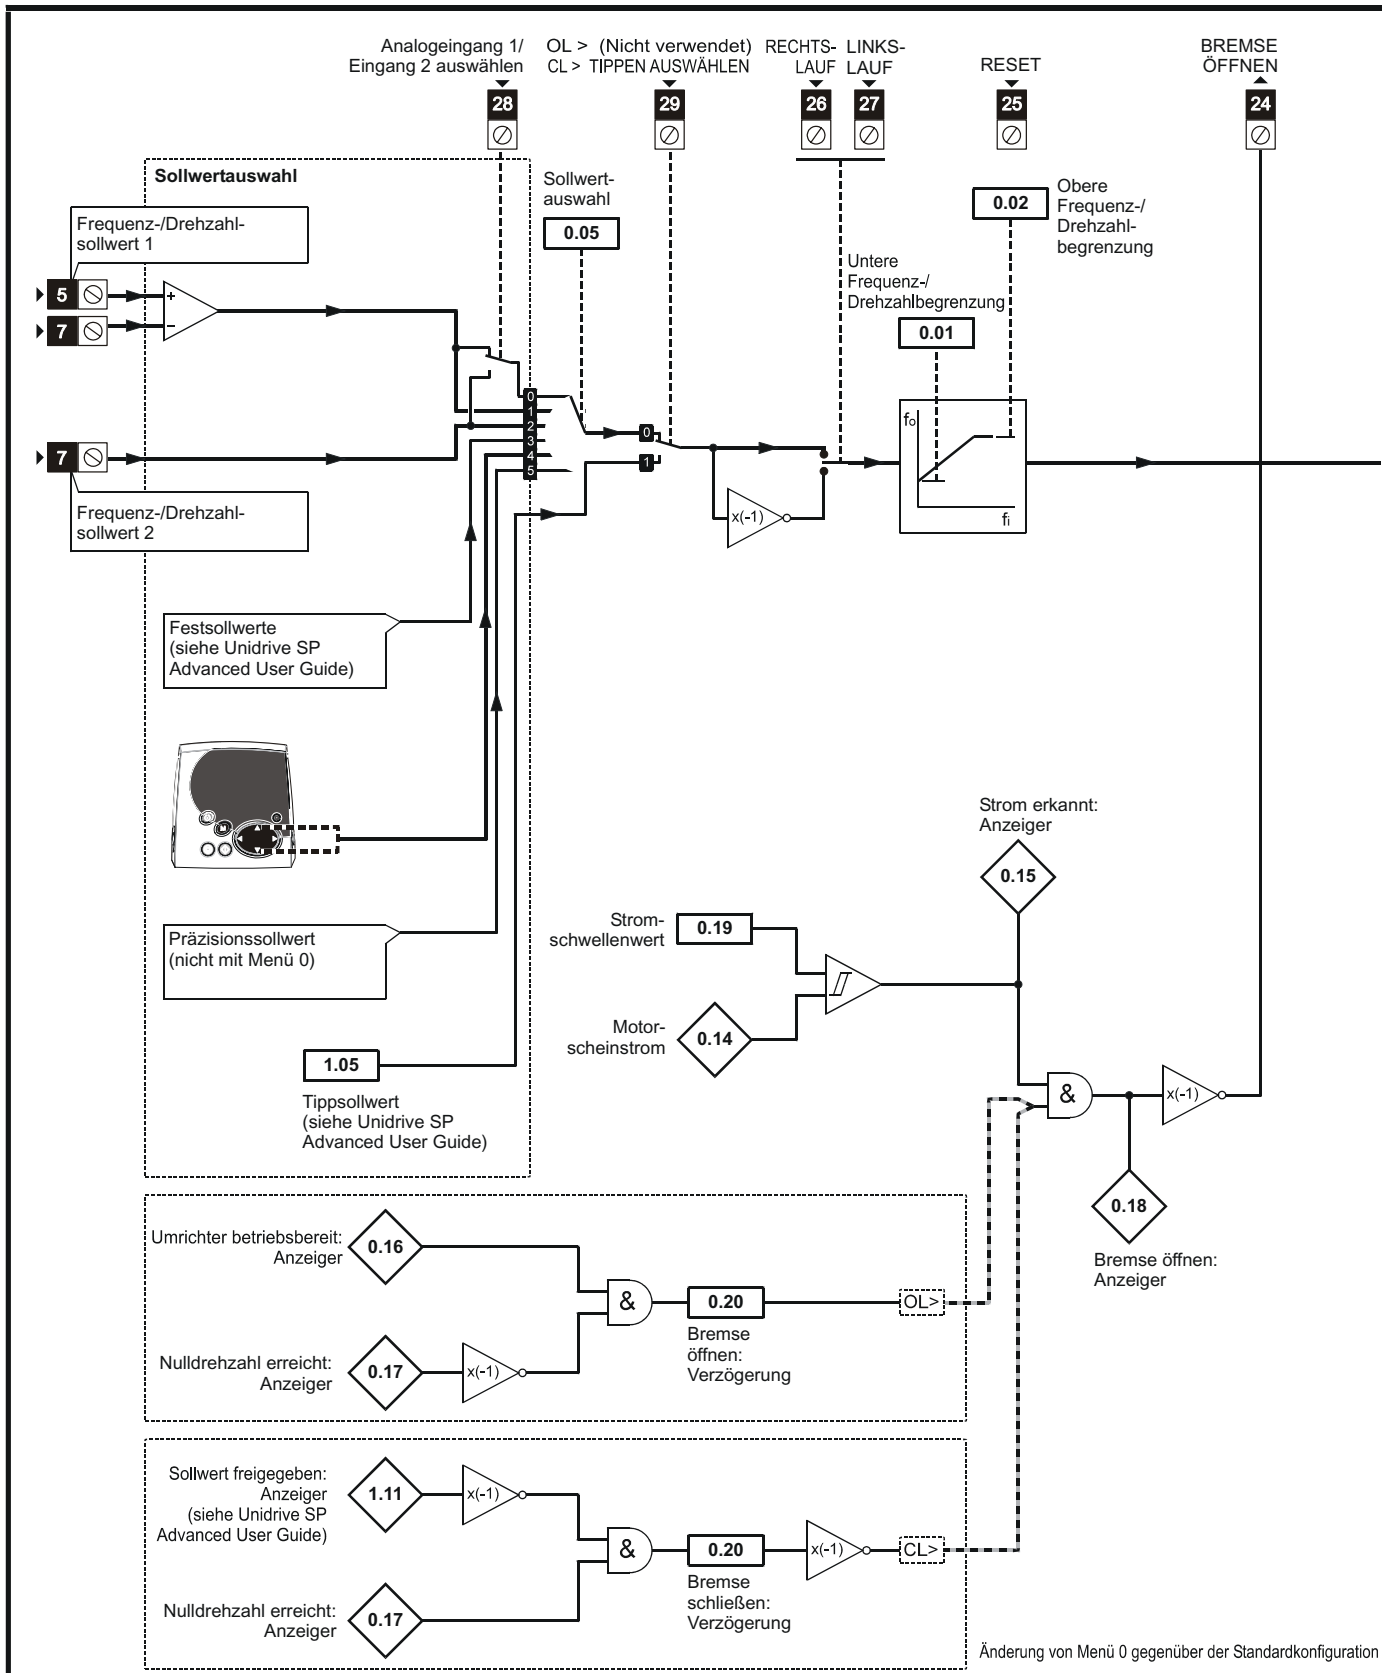 Analogeingang 1/
Eingang 2 auswählen
OL > (Nicht verwendet)
CL > TIPPEN AUSWÄHLEN
RECHTS-
LAUF
LINKS-
LAUF
RESET
BREMSE
ÖFFNEN
28
29
26
27
25
24
Sollwertauswahl
Sollwert-
auswahl
0.05
0.02
Obere
Frequenz-/
Drehzahl-
begrenzung
Frequenz-/Drehzahl-
sollwert 1
5
+
7
−
Untere
Frequenz-/
Drehzahlbegrenzung
0.01
0
1
2
3
4
5
0
1
fo
fi
x(-1)
7
Frequenz-/Drehzahl-
sollwert 2
Festsollwerte
(siehe Unidrive SP
Advanced User Guide)
M
Präzisionssollwert
(nicht mit Menü 0)
1.05
Tippsollwert
(siehe Unidrive SP
Advanced User Guide)
Strom erkannt:
Anzeiger
0.15
Strom-
schwellenwert
0.19
Motor-
scheinstrom
0.14
&
x(-1)
0.18
Bremse öffnen:
Anzeiger
Umrichter betriebsbereit:
Anzeiger
0.16
&
0.20
OL>
Bremse
öffnen:
Verzögerung
Nulldrehzahl erreicht:
Anzeiger
0.17
x(-1)
Sollwert freigegeben:
Anzeiger
(siehe Unidrive SP
Advanced User Guide)
1.11
x(-1)
&
0.20
x(-1)
CL>
Bremse
schließen:
Verzögerung
Nulldrehzahl erreicht:
Anzeiger
0.17
Änderung von Menü 0 gegenüber der Standardkonfiguration